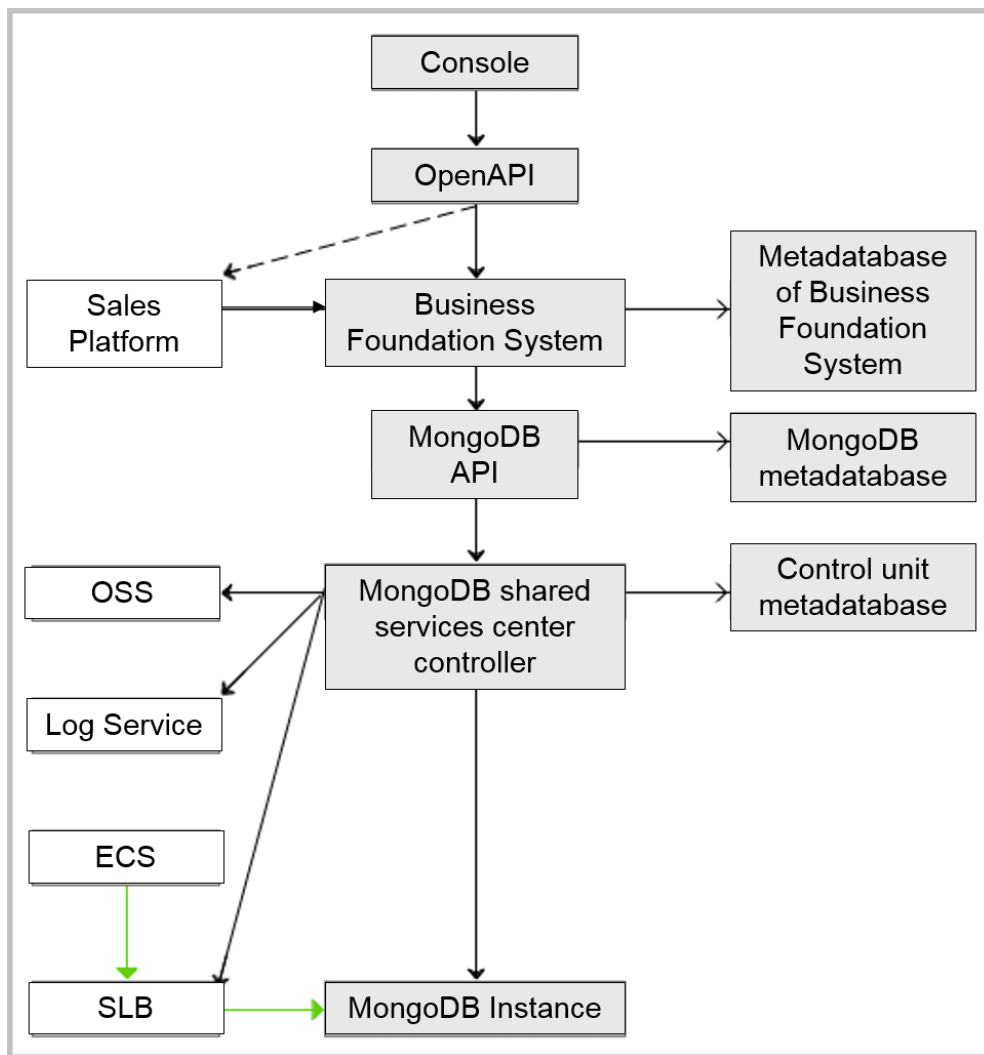 Console
OpenAPI
Sales
Platform
Business
Foundation System
Metadatabase
of Business
Foundation
System
MongoDB
API
MongoDB
metadatabase
OSS
MongoDB shared
services center
controller
Control unit
metadatabase
Log Service
ECS
SLB
MongoDB Instance